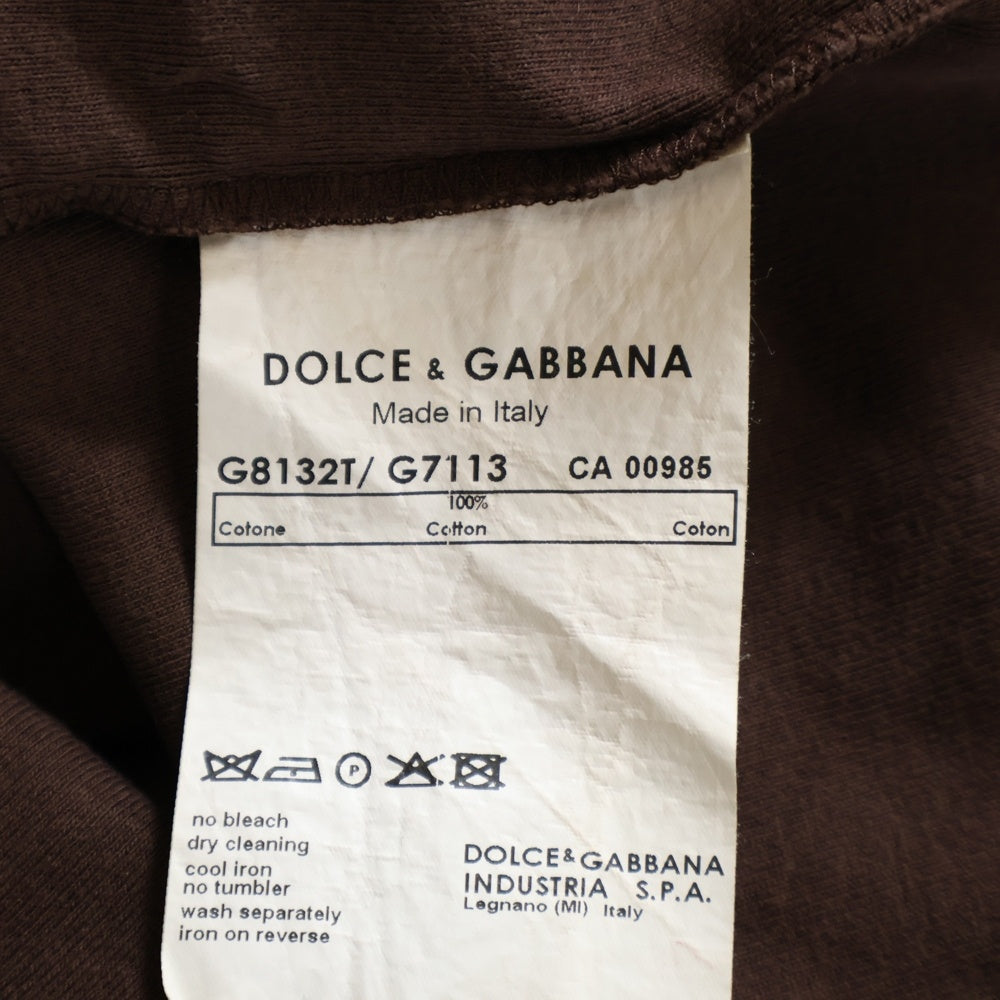 DOLCE & GABBANA
Made in Italy
G8132T/ G7113 CA 00985
100%
Cotone Cotton Coton
P
no bleach
dry cleaning
cool iron
no tumbler
wash separately
iron on reverse
DOLCE&GABBANA
INDUSTRIA S.P.A.
Legnano (MI) Italy